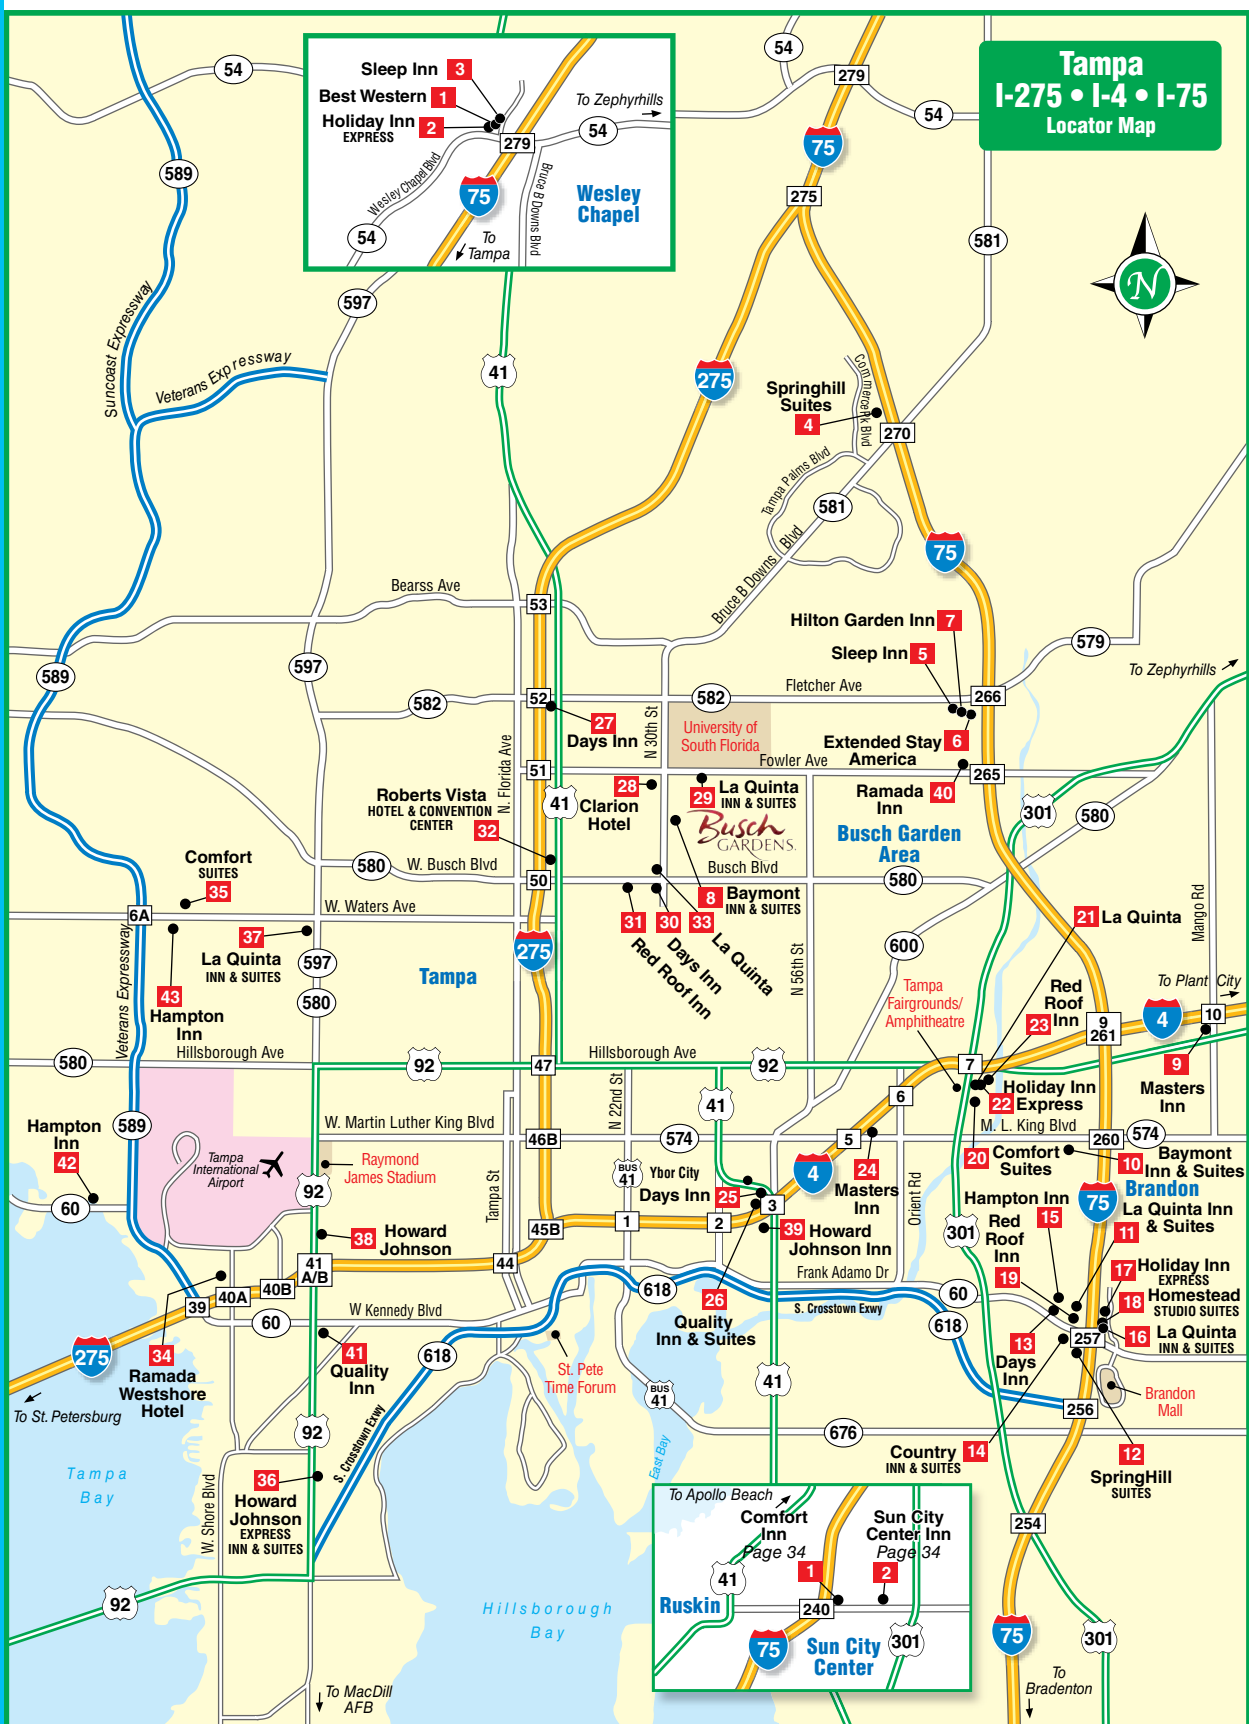 Tampa
I-275 • I-4 • I-75
Locator Map
54
54
279
54
75
275
581
589
Sleep Inn 3
Best Western 1
Holiday Inn 2
EXPRESS
To Zephyrhills
54
279
Wesley Chapel Blvd
Bruce B Downs Blvd
75
Wesley
Chapel
54
To
Tampa
N
597
Suncoast Expressway
Veterans Expressway
41
275
Springhill
Suites
4
Commerce Pk Blvd
270
Tampa Palms Blvd
581
Bruce B Downs Blvd
75
Bearss Ave
53
Hilton Garden Inn 7
Sleep Inn 5
579
To Zephyrhills
589
597
582
52
582
Fletcher Ave
266
27
Days Inn
N 30th St
University of
South Florida
Extended Stay 6
America
Fowler Ave
51
265
N. Florida Ave
Roberts Vista
HOTEL & CONVENTION
CENTER
32
41
28
Clarion
Hotel
29
La Quinta
INN & SUITES
Busch
GARDENS
Ramada 40
Inn
301
580
Busch Garden
Area
Comfort
SUITES
35
580
W. Busch Blvd
50
Busch Blvd
580
8 Baymont
INN & SUITES
6A
W. Waters Ave
31
Red Roof Inn
30
Days Inn
33
La Quinta
21 La Quinta
Mango Rd
37
La Quinta
INN & SUITES
597
580
Tampa
275
N 56th St
600
Veterans Expressway
43
Hampton
Inn
Tampa
Fairgrounds/
Amphitheatre
Red
Roof
Inn
23
To Plant City
9
261
4
10
580
Hillsborough Ave
92
47
Hillsborough Ave
92
7
9
Masters
Inn
6
Holiday Inn
22 Express
41
N 22nd St
589
W. Martin Luther King Blvd
46B
574
5
M. L. King Blvd
260
574
Hampton
Inn
42
Tampa
International
Airport
Raymond
James Stadium
BUS
41
Ybor City
4
24
Masters
Inn
20 Comfort
Suites
10 Baymont
Inn & Suites
60
92
Tampa St
Days Inn 25
3
Orient Rd
Hampton Inn
15
75
Brandon
La Quinta Inn
& Suites
11
45B
1
2
38 Howard
Johnson
39 Howard
Johnson Inn
301
Red
Roof
Inn
19
17 Holiday Inn
EXPRESS
41
A/B
44
618
Frank Adamo Dr
60
18 Homestead
STUDIO SUITES
39
40A
40B
W Kennedy Blvd
60
26
Quality
Inn & Suites
S. Crosstown Exwy
618
13
Days
Inn
257
16 La Quinta
INN & SUITES
275
34
Ramada
Westshore
Hotel
41
Quality
Inn
618
St. Pete
Time Forum
BUS
41
41
256
Brandon
Mall
To St. Petersburg
92
S. Crosstown Exwy
676
Country 14
INN & SUITES
12
SpringHill
SUITES
East Bay
Tampa
Bay
36
Howard
Johnson
EXPRESS
INN & SUITES
W. Shore Blvd
254
To Apollo Beach
Comfort
Inn
Page 34
1
Sun City
Center Inn
Page 34
2
41
Ruskin
240
75
Sun City
Center
301
92
Hillsborough
Bay
75
301
To MacDill
AFB
To
Bradenton